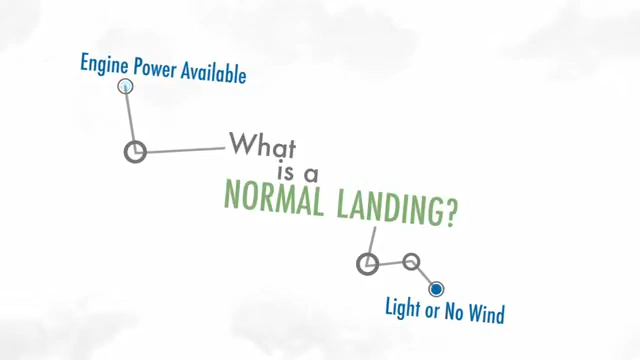 Engine Power Available
What
is a
NORMAL LANDING?
Light or No Wind